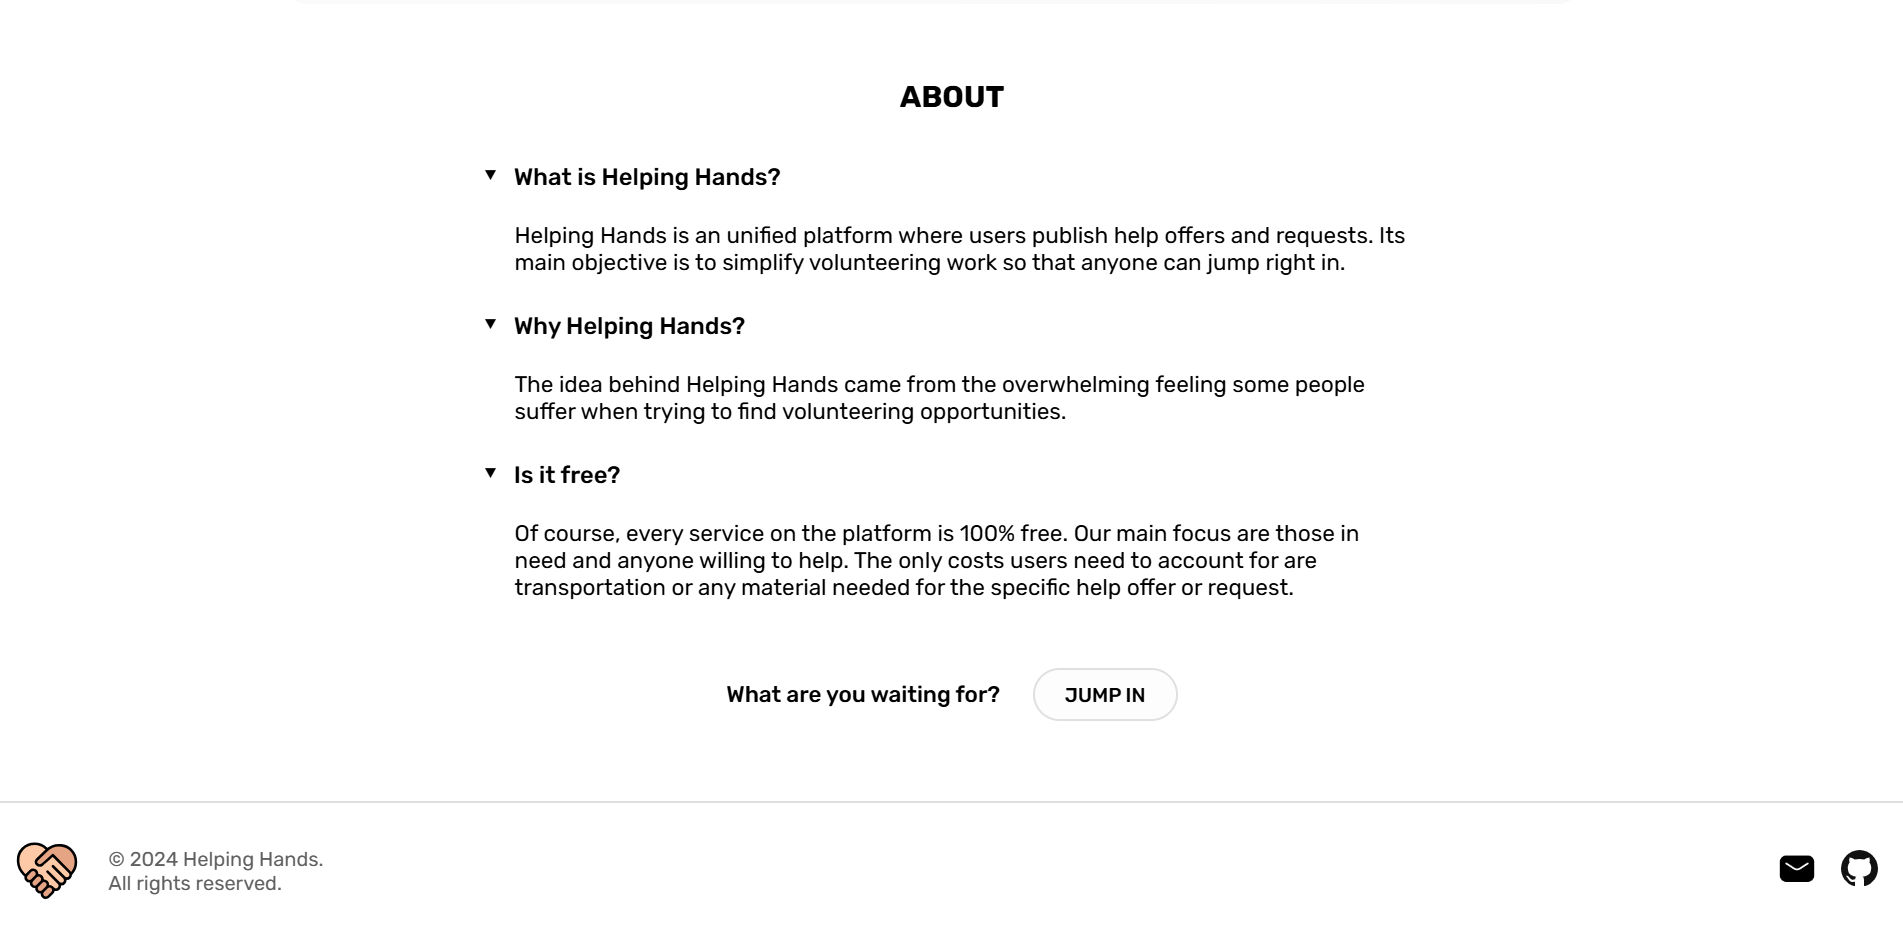 ABOUT
What is Helping Hands?
Helping Hands is an unified platform where users publish help offers and requests. Its
main objective is to simplify volunteering work so that anyone can jump right in.
Why Helping Hands?
The idea behind Helping Hands came from the overwhelming feeling some people
suffer when trying to find volunteering opportunities.
Is it free?
Of course, every service on the platform is 100% free. Our main focus are those in
need and anyone willing to help. The only costs users need to account for are
transportation or any material needed for the specific help offer or request.
What are you waiting for? JUMP IN
© 2024 Helping Hands.
All rights reserved.